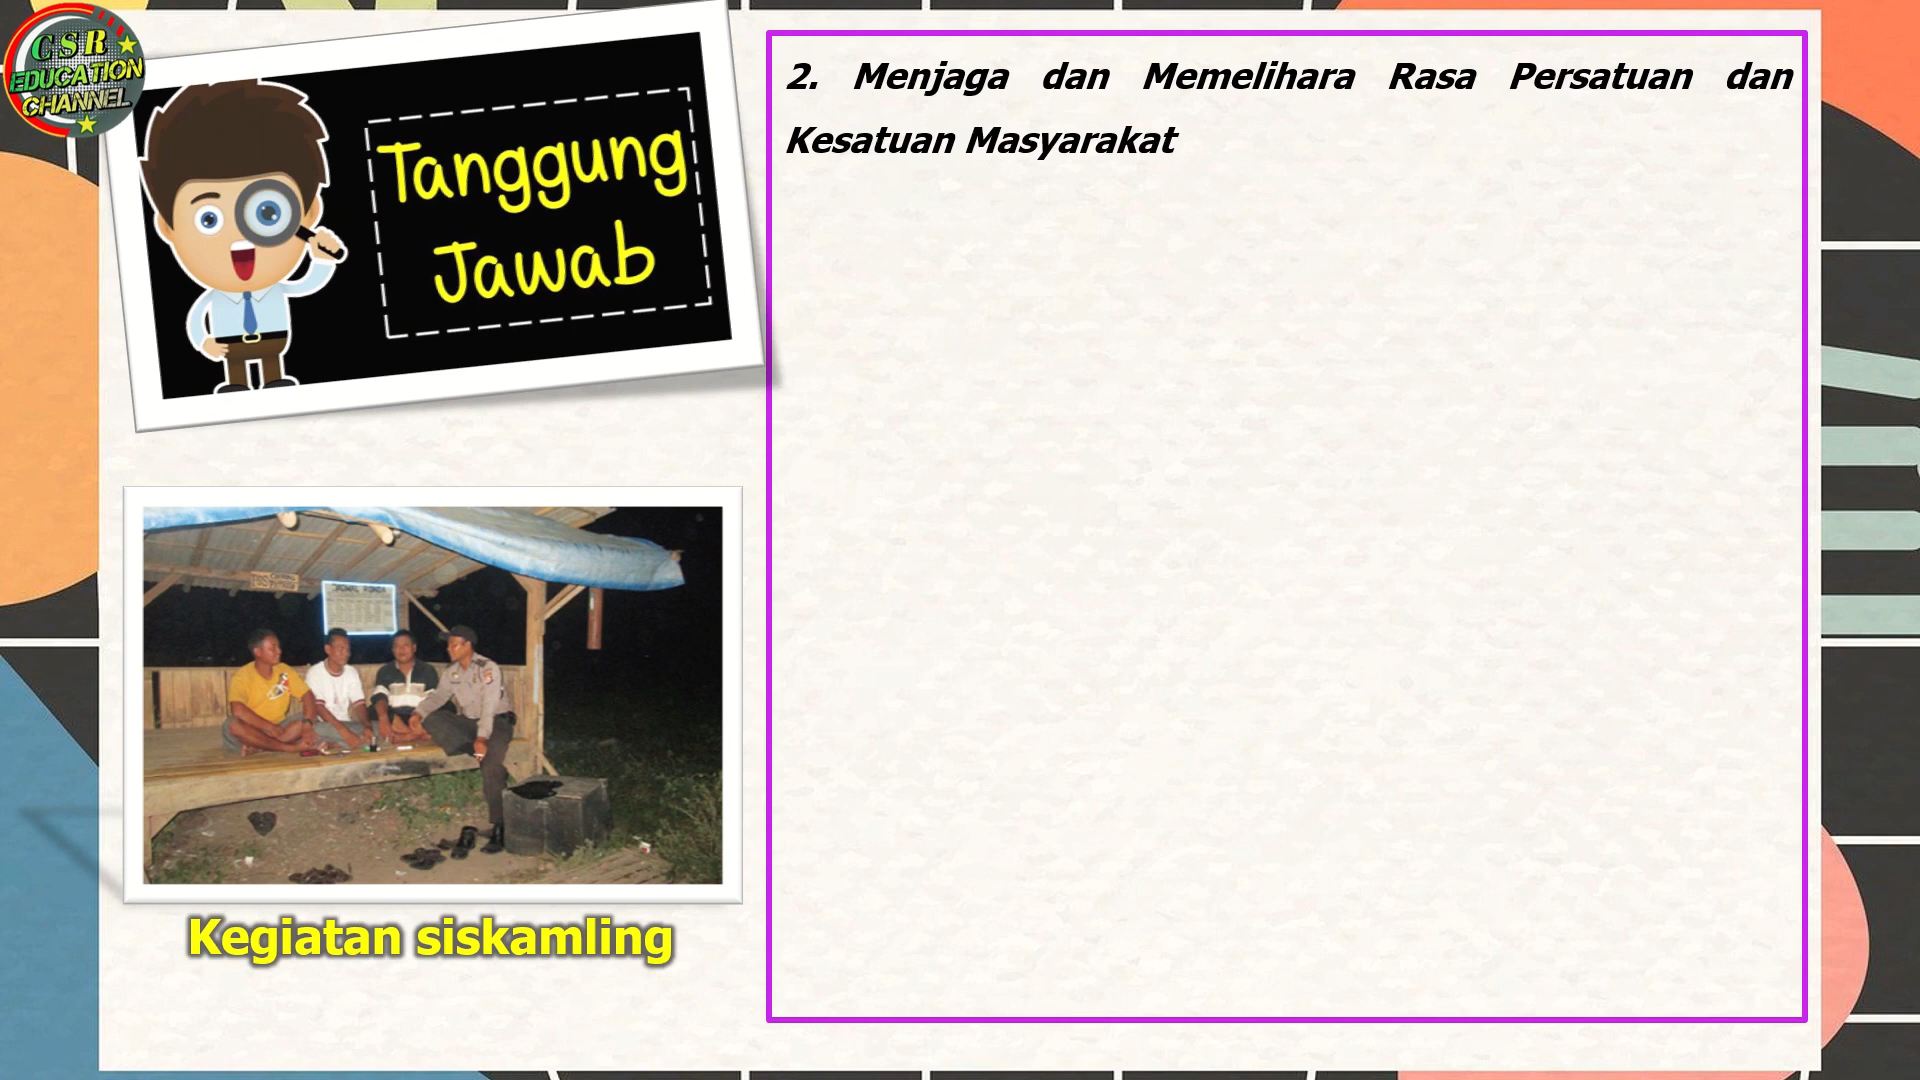 CSR
EDUCATION
CHANNEL
Tanggung
Jawab
2. Menjaga dan Memelihara Rasa Persatuan dan
Kesatuan Masyarakat
Kegiatan siskamling